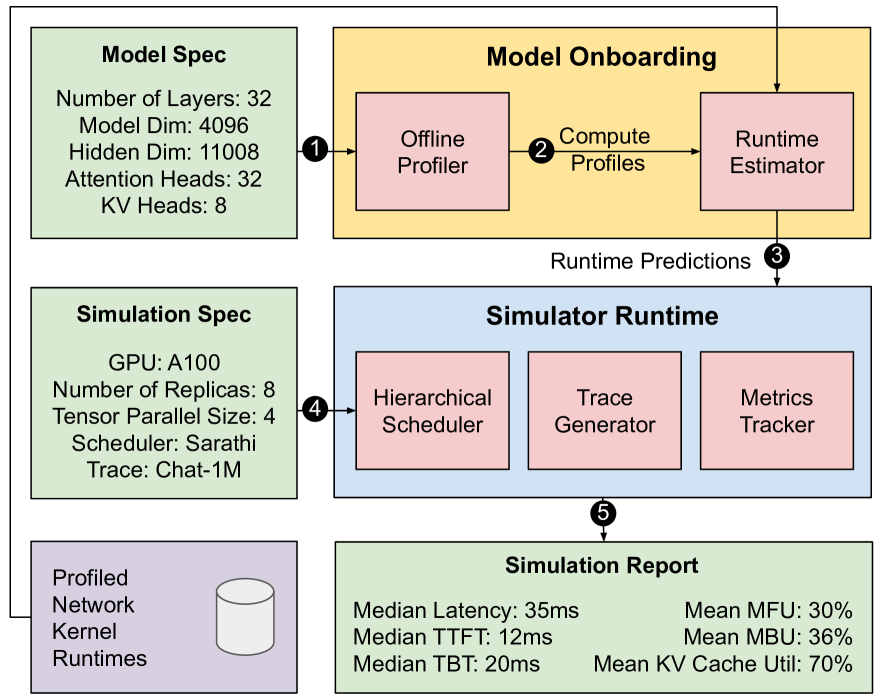 Model Spec
Number of Layers: 32
Model Dim: 4096
Hidden Dim: 11008
Attention Heads: 32
KV Heads: 8
1
Model Onboarding
Offline
Profiler
2
Compute
Profiles
Runtime
Estimator
Runtime Predictions
3
Simulation Spec
GPU: A100
Number of Replicas: 8
Tensor Parallel Size: 4
Scheduler: Sarathi
Trace: Chat-1M
4
Simulator Runtime
Hierarchical
Scheduler
Trace
Generator
Metrics
Tracker
5
Profiled
Network
Kernel
Runtimes
Simulation Report
Median Latency: 35ms
Median TTFT: 12ms
Median TBT: 20ms
Mean MFU: 30%
Mean MBU: 36%
Mean KV Cache Util: 70%